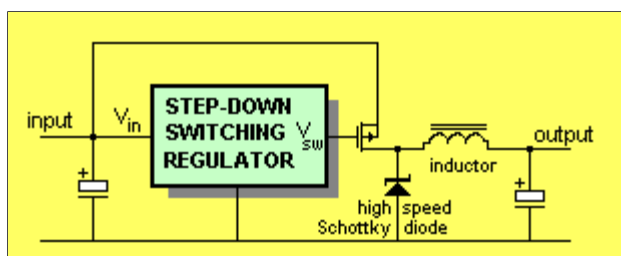 input
+
V in
STEP-DOWN
SWITCHING
REGULATOR
V sw
inductor
output
high speed
Schottky diode
+